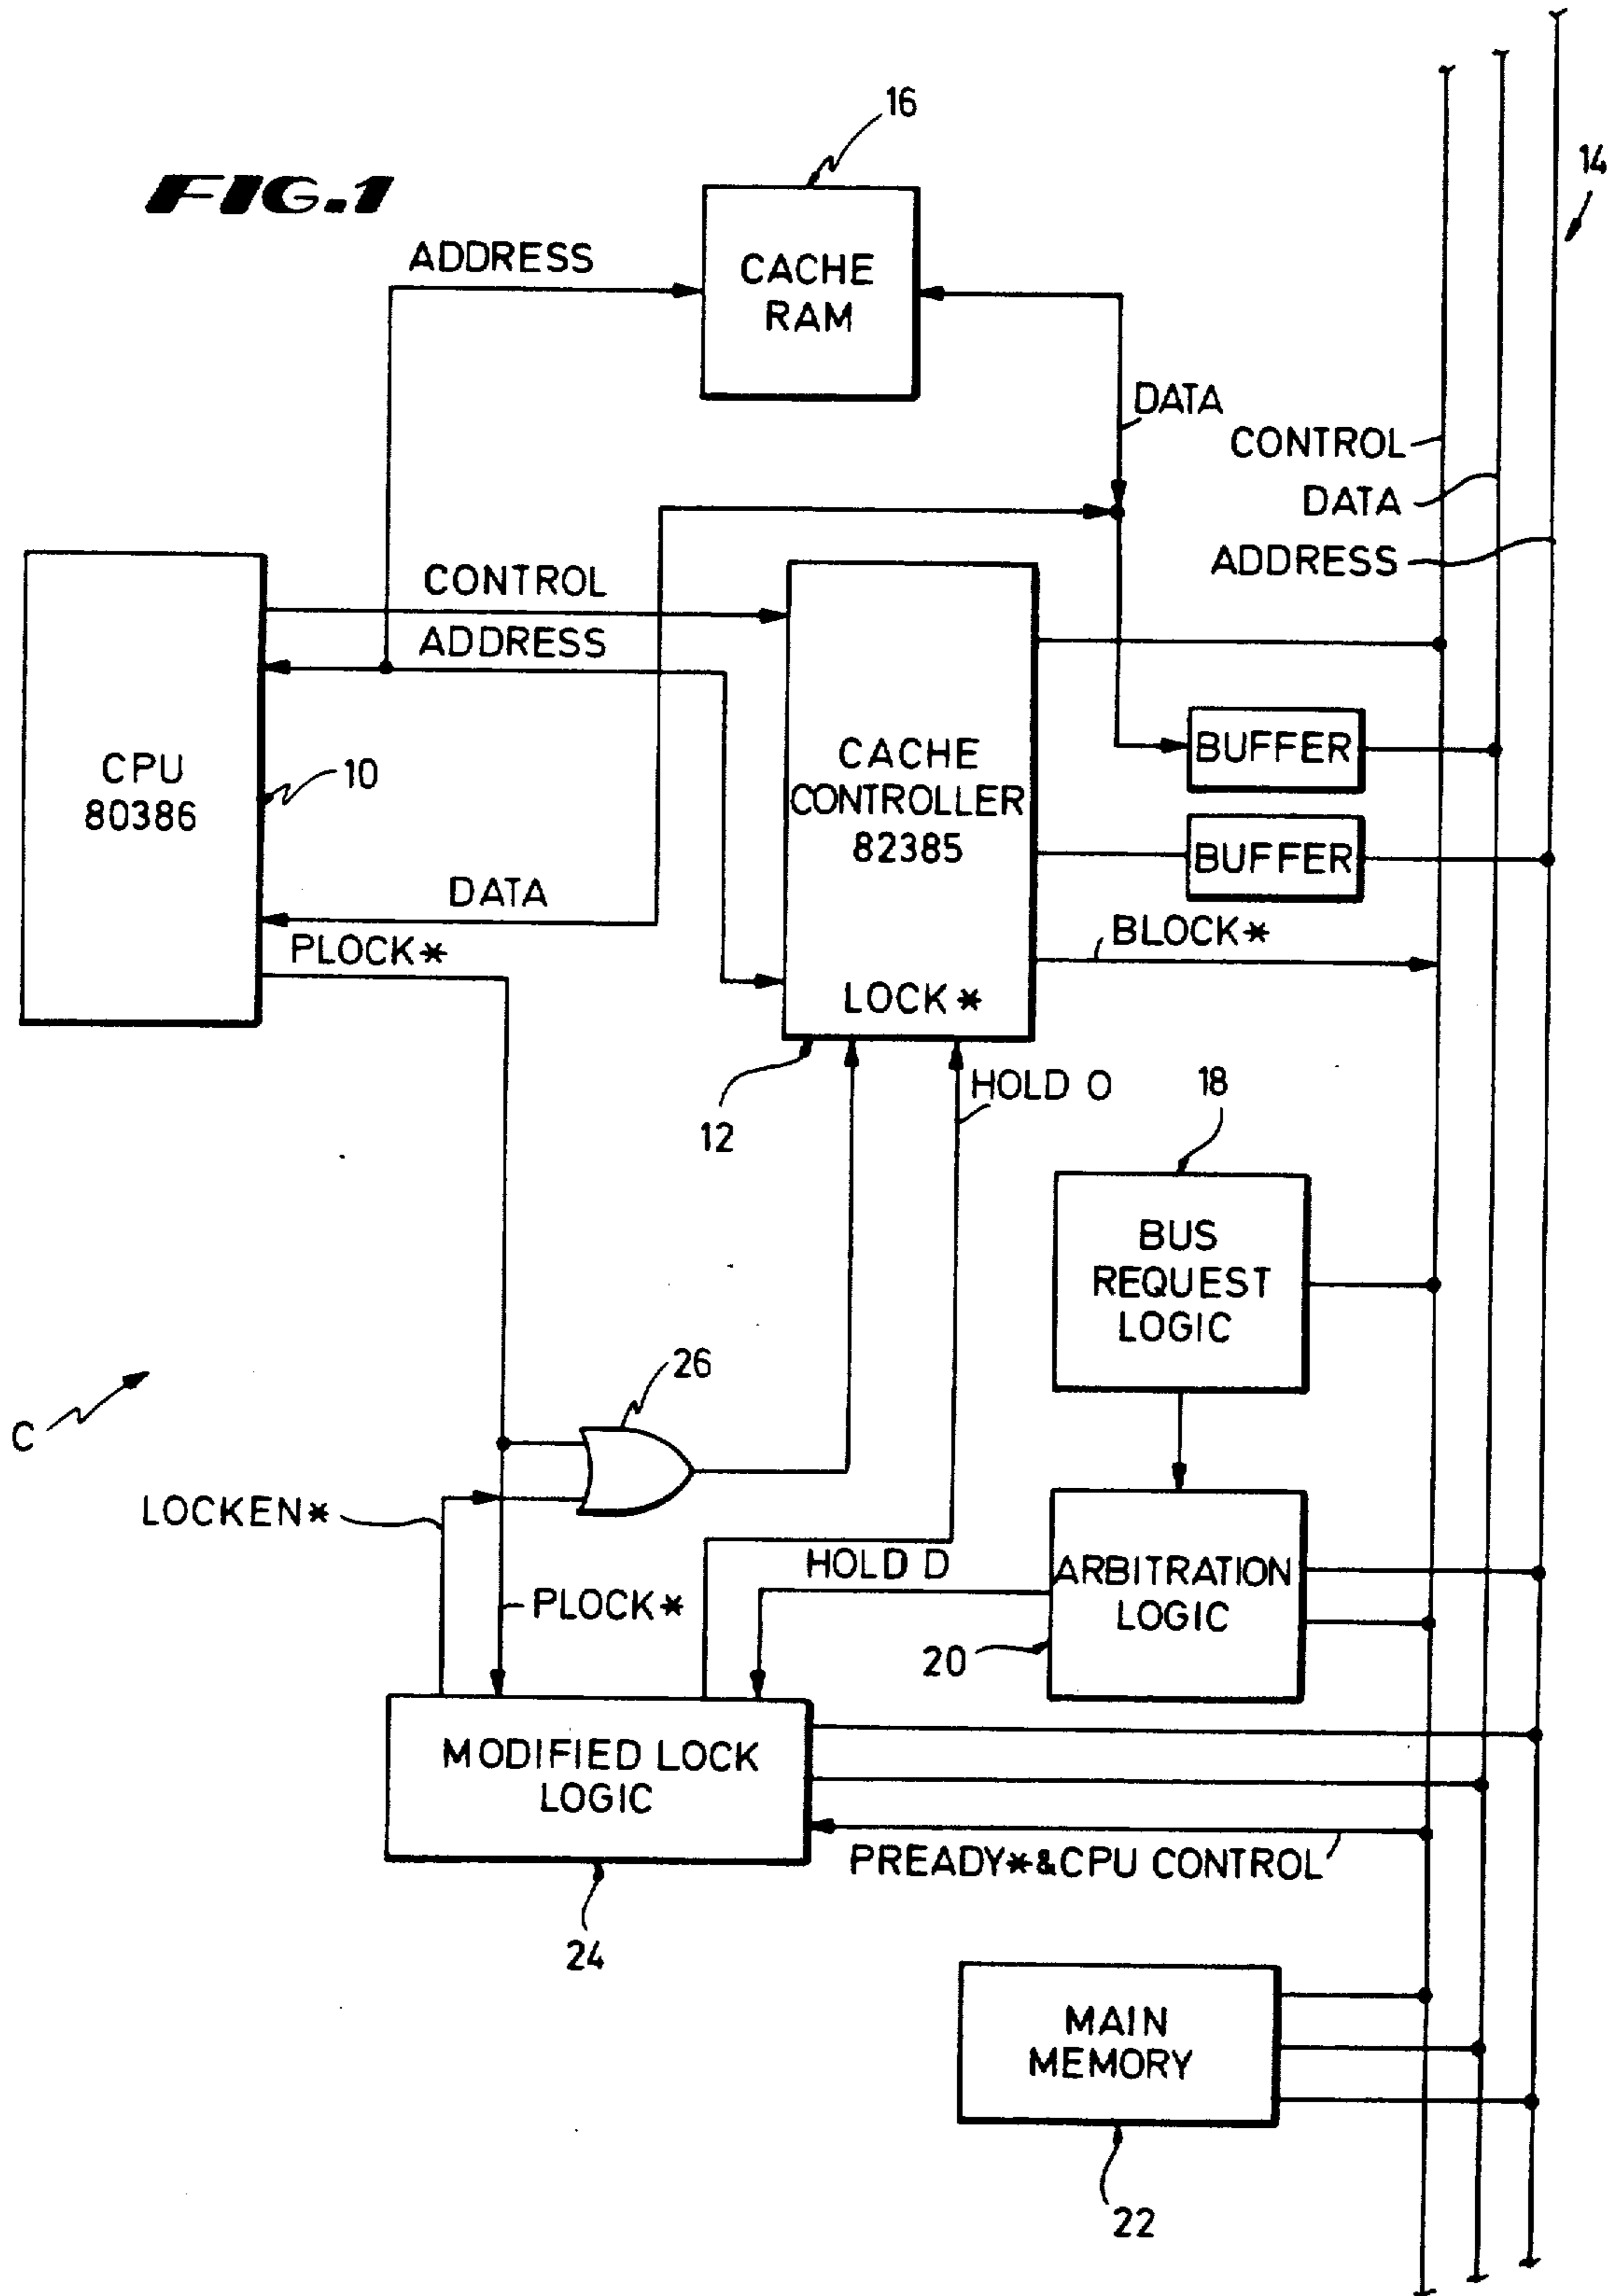 FIG.1
16
14
ADDRESS
CACHE
RAM
DATA
CONTROL
DATA
ADDRESS
CONTROL
ADDRESS
CPU
80386
10
CACHE
CONTROLLER
82385
BUFFER
BUFFER
DATA
PLOCK*
BLOCK*
LOCK*
12
HOLD O
18
BUS
REQUEST
LOGIC
26
C
LOCKEN*
HOLD D
ARBITRATION
LOGIC
PLOCK*
20
MODIFIED LOCK
LOGIC
PREADY*&CPU CONTROL
24
MAIN
MEMORY
22